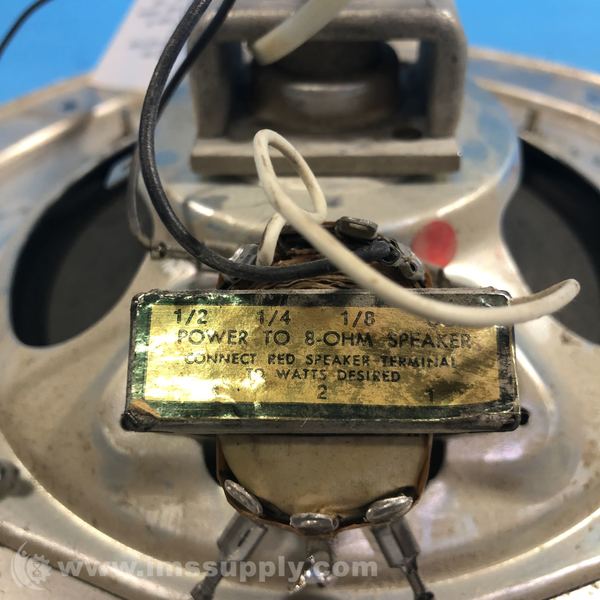 1/2 1/4 1/8
POWER TO 8-OHM SPEAKER
CONNECT RED SPEAKER TERMINAL
TO WATTS DESIRED
2 1
www.imssupply.com